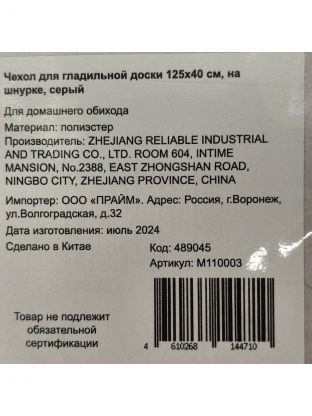 Чехол для гладильной доски 125х40 см, на
шнурке, серый
Для домашнего обихода
Материал: полиэстер
Производитель: ZHEJIANG RELIABLE INDUSTRIAL
AND TRADING CO., LTD. ROOM 604, INTIME
MANSION, No.2388, EAST ZHONGSHAN ROAD,
NINGBO CITY, ZHEJIANG PROVINCE, CHINA
Импортер: ООО «ПРАЙМ». Адрес: Россия, г.Воронеж,
ул.Волгоградская, д.32
Дата изготовления: июль 2024
Сделано в Китае
Код: 489045
Артикул: М110003
Товар не подлежит
обязательной
сертификации
4 610268 144710